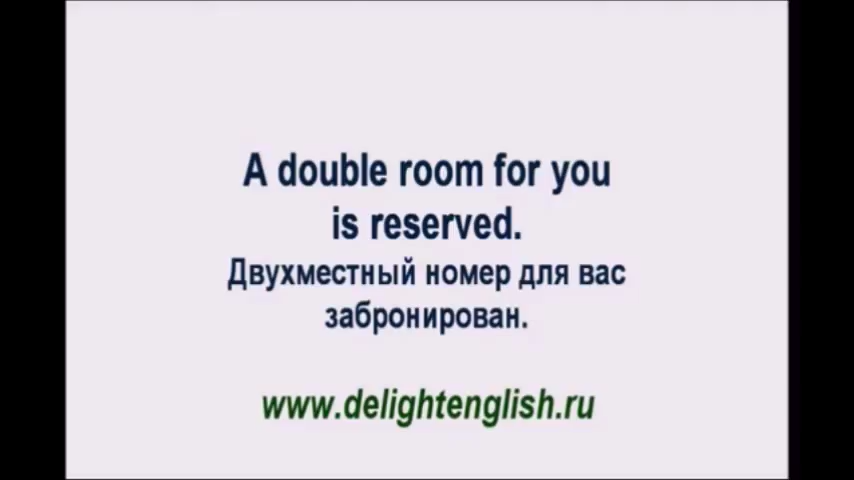 A double room for you
is reserved.
Двухместный номер для вас
забронирован.
www.delightenglish.ru